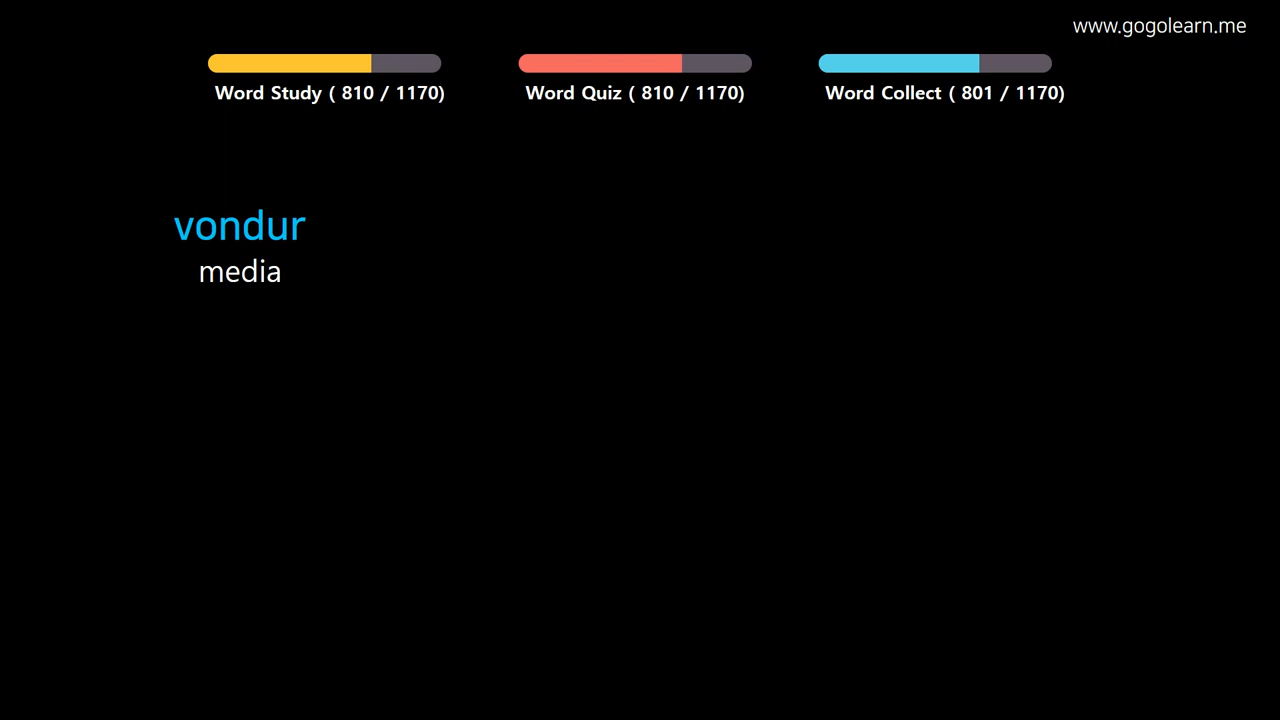 www.gogolearn.me
Word Study ( 810 / 1170)
Word Quiz ( 810 / 1170)
Word Collect ( 801 / 1170)
vondur
media